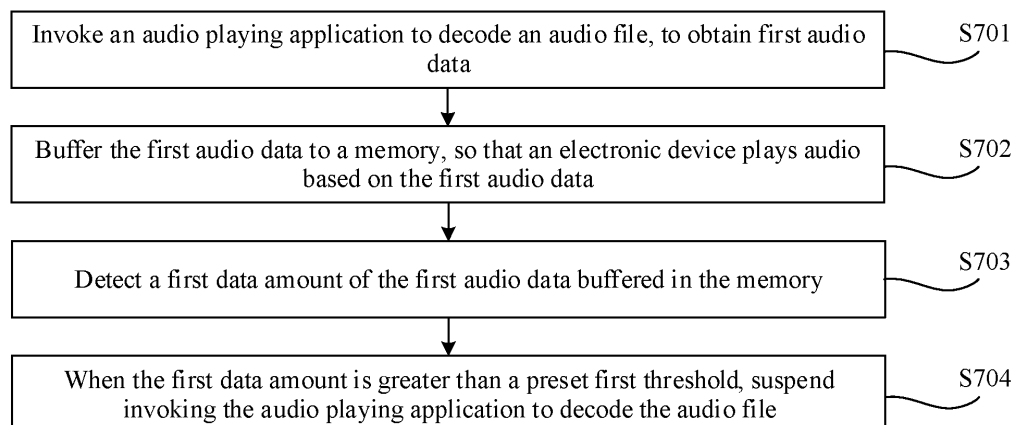 Invoke an audio playing application to decode an audio file, to obtain first audio
data
S701
Buffer the first audio data to a memory, so that an electronic device plays audio
based on the first audio data
S702
Detect a first data amount of the first audio data buffered in the memory
S703
When the first data amount is greater than a preset first threshold, suspend
invoking the audio playing application to decode the audio file
S704